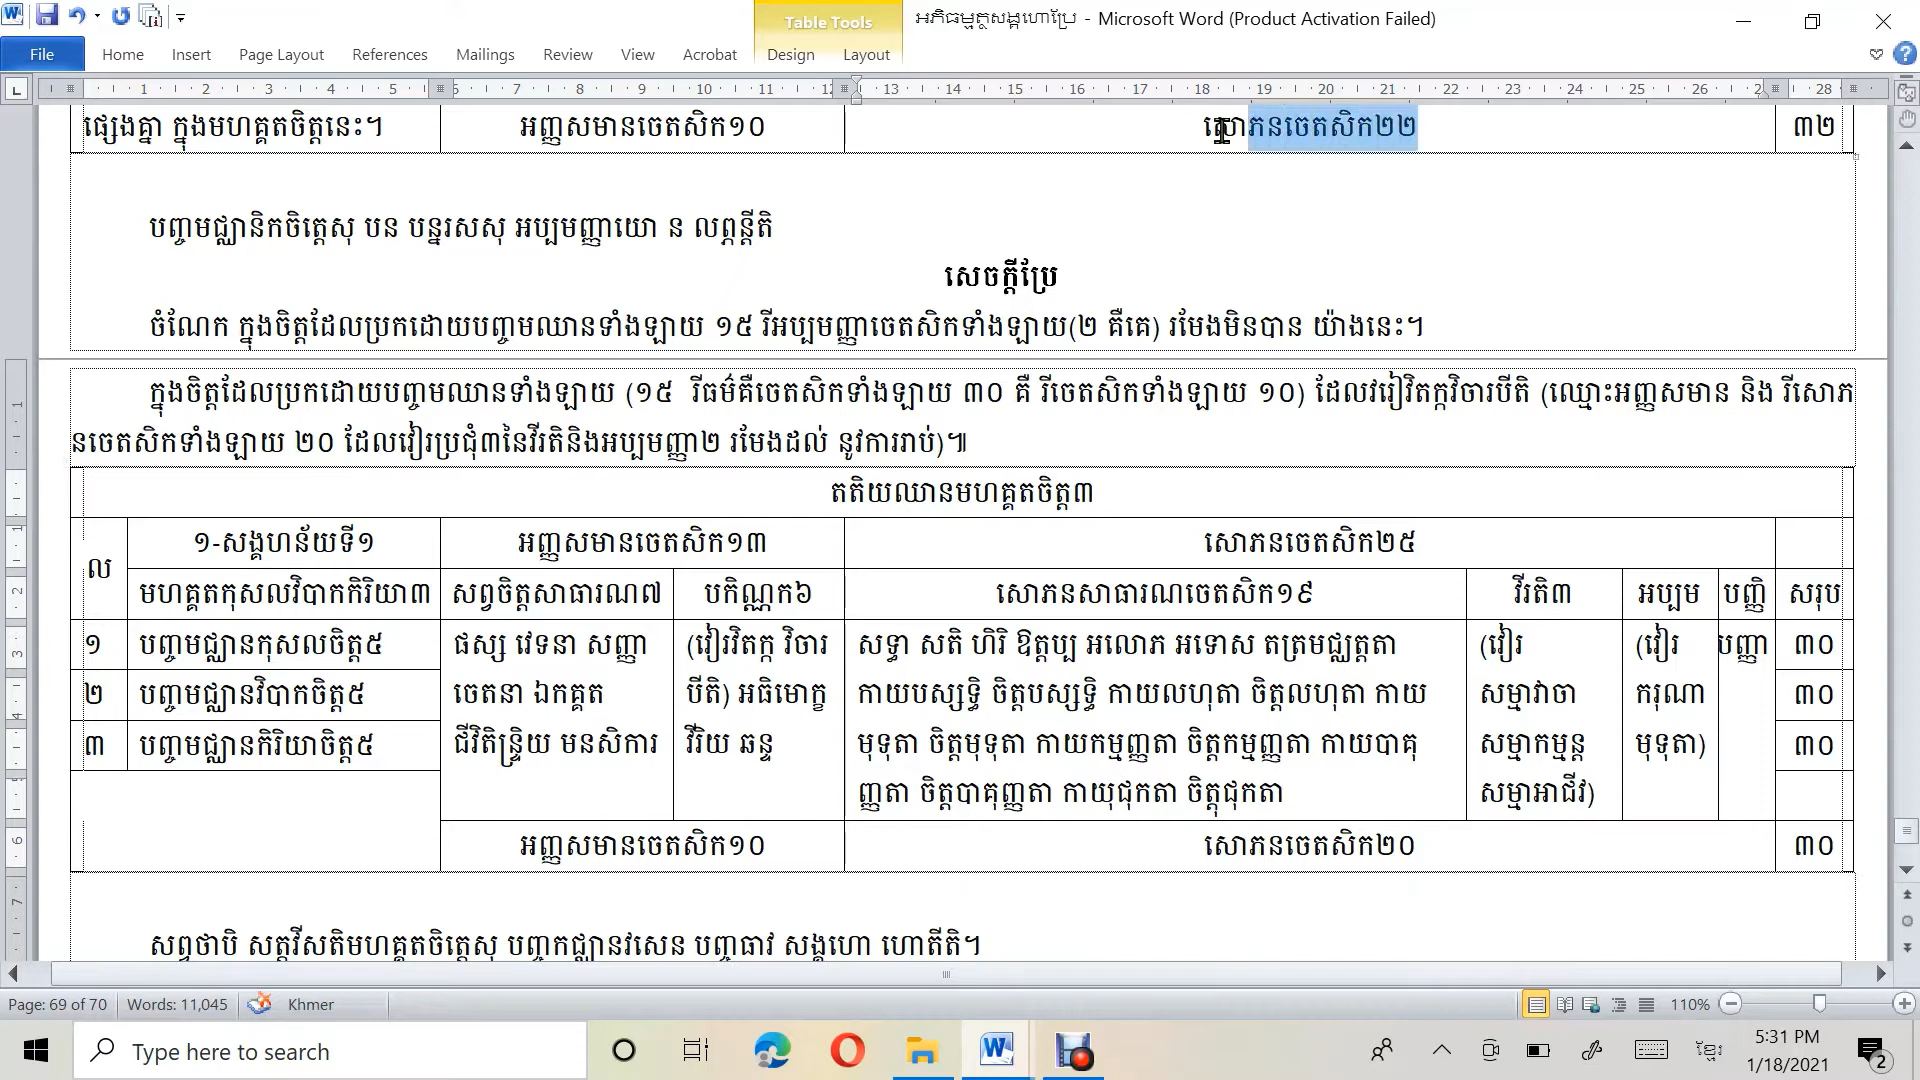 អភិធម្មត្ថសង្គហោប្រែ - Microsoft Word (Product Activation Failed)
Table Tools
File Home Insert Page Layout References Mailings Review View Acrobat Design Layout
ផ្សេងគ្នា ក្នុងមហគ្គតចិត្តនេះ។ អញ្ញសមានចេតសិក១០ សោភនចេតសិក២២ ៣២
បញ្ចមជ្ឈានិកចិត្តេសុ បន បន្នរសសុ អប្បមញ្ញាយោ ន លព្ភន្តីតិ
សេចក្តីប្រែ
ចំណែក ក្នុងចិត្តដែលប្រកដោយបញ្ចមឈានទាំងឡាយ ១៥ រីអប្បមញ្ញាចេតសិកទាំងឡាយ(២ គឺគេ) រមែងមិនបាន យ៉ាងនេះ។
ក្នុងចិត្តដែលប្រកដោយបញ្ចមឈានទាំងឡាយ (១៥ រីធម៌គឺចេតសិកទាំងឡាយ ៣០ គឺ រីចេតសិកទាំងឡាយ ១០) ដែលវរៀវិតក្កវិចារបីតិ (ឈ្មោះអញ្ញសមាន និង រីសោភ
នចេតសិកទាំងឡាយ ២០ ដែលវៀរប្រជុំ៣នៃវីរតិនិងអប្បមញ្ញា២ រមែងដល់ នូវការរាប់)៕
តតិយឈានមហគ្គតចិត្ត៣
ល ១-សង្គហន័យទី១ អញ្ញសមានចេតសិក១៣ សោភនចេតសិក២៥
មហគ្គតកុសលវិបាកកិរិយា៣ សព្វចិត្តសាធារណ៧ បកិណ្ណក៦ សោភនសាធារណចេតសិក១៩ វីរតិ៣ អប្បម បញ្ញិ សរុប
១ បញ្ចមជ្ឈានកុសលចិត្ត៥ ផស្ស វេទនា សញ្ញា (វៀរវិតក្ក វិចារ សទ្ធា សតិ ហិរិ ឱត្តប្ប អលោភ អទោស តត្រមជ្ឈត្តតា (វៀរ (វៀរ បញ្ញា ៣០
២ បញ្ចមជ្ឈានវិបាកចិត្ត៥ ចេតនា ឯកគ្គត បីតិ) អធិមោក្ខ កាយបស្សទ្ធិ ចិត្តបស្សទ្ធិ កាយលហុតា ចិត្តលហុតា កាយ សម្មាវាចា ករុណា ៣០
៣ បញ្ចមជ្ឈានកិរិយាចិត្ត៥ ជីវិតិន្ទ្រិយ មនសិការ វីរិយ ឆន្ទ មុទុតា ចិត្តមុទុតា កាយកម្មញ្ញតា ចិត្តកម្មញ្ញតា កាយបាគុ សម្មាកម្មន្ត មុទុតា) ៣០
ញ្ញតា ចិត្តបាគុញ្ញតា កាយុជុកតា ចិត្តុជុកតា សម្មាអាជីវ)
អញ្ញសមានចេតសិក១០ សោភនចេតសិក២០ ៣០
សព្វថាបិ សត្តវីសតិមហគ្គតចិត្តេសុ បញ្ចកជ្ឈានវសេន បញ្ចធាវ សង្គហោ ហោតីតិ។
Page: 69 of 70 Words: 11,045 Khmer 110%
Type here to search
ខ្មែរ
5:31 PM
1/18/2021
2